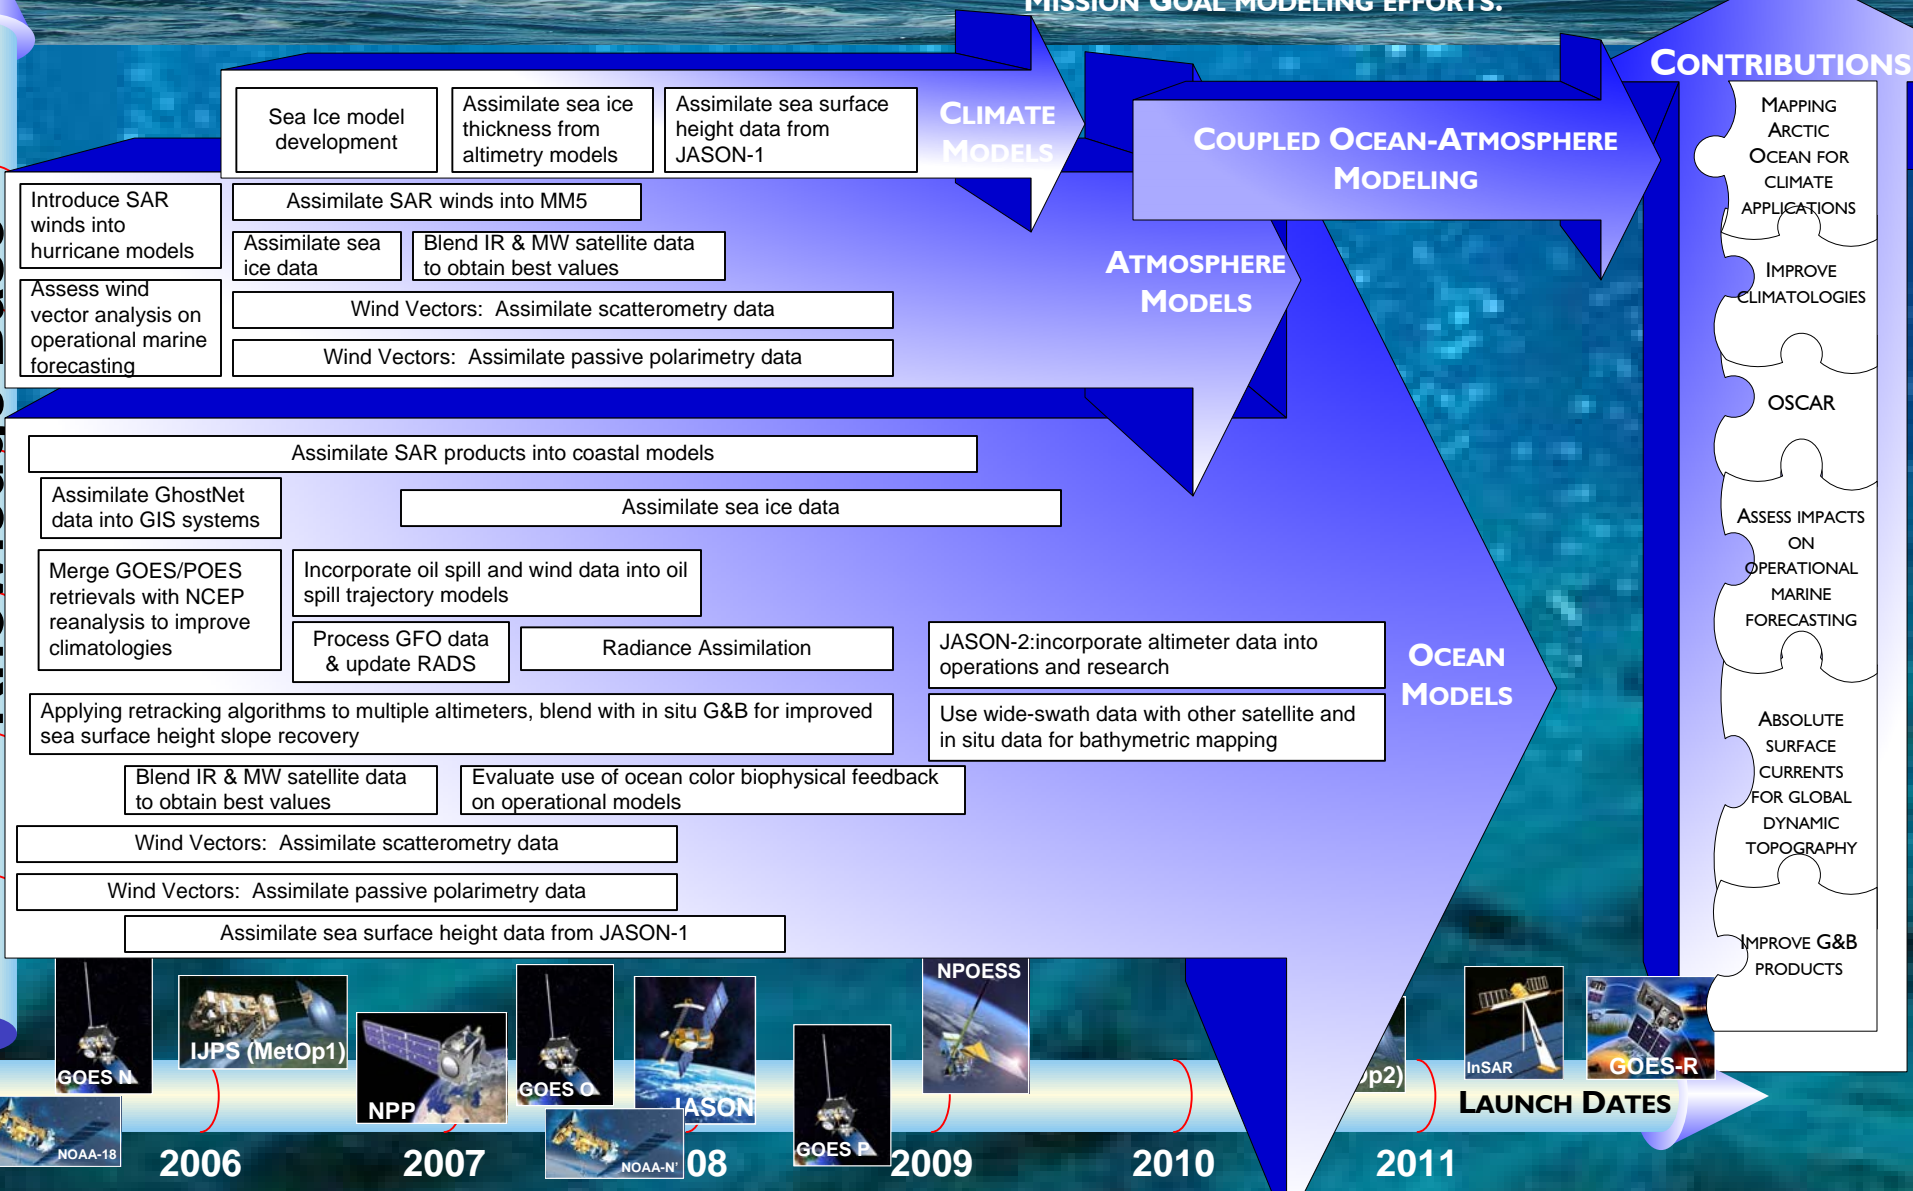 MISSION GOAL MODELING EFFORTS.
CONTRIBUTIONS
Sea Ice model
development
Assimilate sea ice
thickness from
altimetry models
Assimilate sea surface
height data from
JASON-1
CLIMATE
MODELS
COUPLED OCEAN-ATMOSPHERE
MODELING
Introduce SAR
winds into
hurricane models
Assimilate SAR winds into MM5
Assimilate sea
ice data
Blend IR & MW satellite data
to obtain best values
Assess wind
vector analysis on
operational marine
forecasting
Wind Vectors: Assimilate scatterometry data
Wind Vectors: Assimilate passive polarimetry data
ATMOSPHERE
MODELS
Assimilate SAR products into coastal models
Assimilate GhostNet
data into GIS systems
Assimilate sea ice data
Merge GOES/POES
retrievals with NCEP
reanalysis to improve
climatologies
Incorporate oil spill and wind data into oil
spill trajectory models
Process GFO data
& update RADS
Radiance Assimilation
JASON-2:incorporate altimeter data into
operations and research
OCEAN
MODELS
Applying retracking algorithms to multiple altimeters, blend with in situ G&B for improved
sea surface height slope recovery
Use wide-swath data with other satellite and
in situ data for bathymetric mapping
Blend IR & MW satellite data
to obtain best values
Evaluate use of ocean color biophysical feedback
on operational models
Wind Vectors: Assimilate scatterometry data
Wind Vectors: Assimilate passive polarimetry data
Assimilate sea surface height data from JASON-1
MAPPING
ARCTIC
OCEAN FOR
CLIMATE
APPLICATIONS
IMPROVE
CLIMATOLOGIES
OSCAR
ASSESS IMPACTS
ON
OPERATIONAL
MARINE
FORECASTING
ABSOLUTE
SURFACE
CURRENTS
FOR GLOBAL
DYNAMIC
TOPOGRAPHY
IMPROVE G&B
PRODUCTS
GOES N
IJPS (MetOp1)
NPP
GOES O
JASON
GOES P
NPOESS
Op2)
InSAR
GOES-R
NOAA-18
NOAA-N'
LAUNCH DATES
2006
2007
08
2009
2010
2011